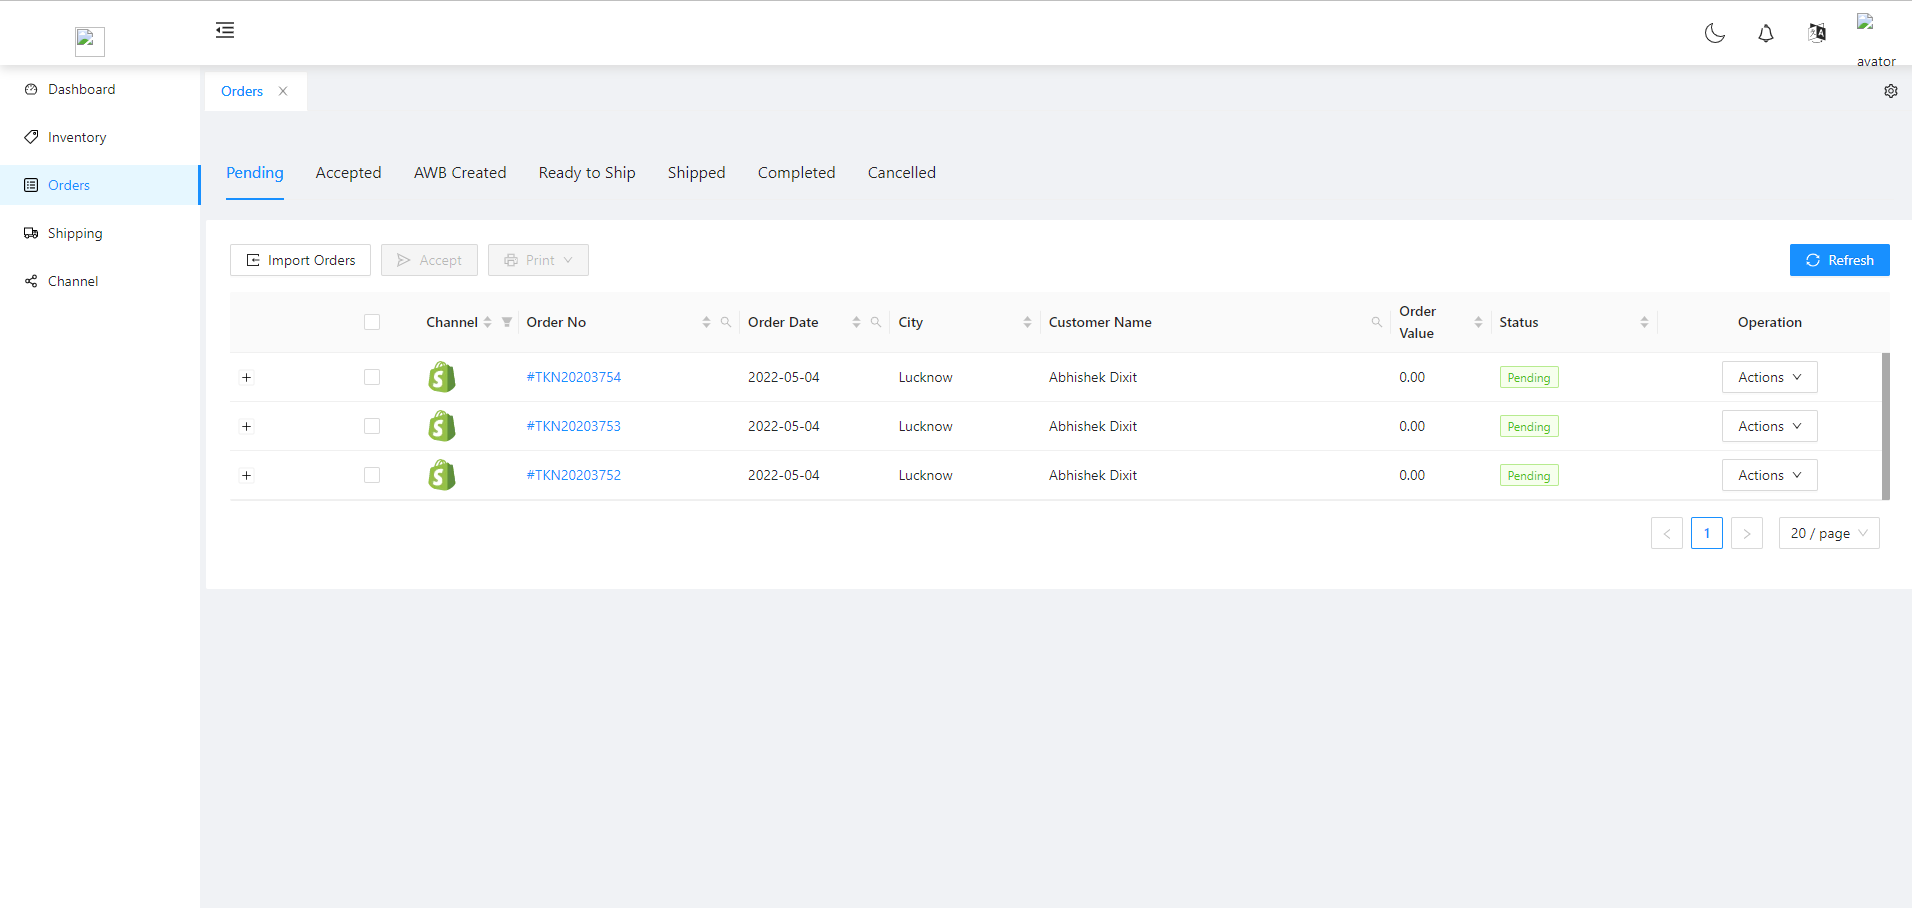 avator
Dashboard
Inventory
Orders
Shipping
Channel
Orders
Pending Accepted AWB Created Ready to Ship Shipped Completed Cancelled
Import Orders Accept Print Refresh
Channel Order No Order Date City Customer Name Order Value Status Operation
#TKN20203754 2022-05-04 Lucknow Abhishek Dixit 0.00 Pending Actions
#TKN20203753 2022-05-04 Lucknow Abhishek Dixit 0.00 Pending Actions
#TKN20203752 2022-05-04 Lucknow Abhishek Dixit 0.00 Pending Actions
1 20 / page